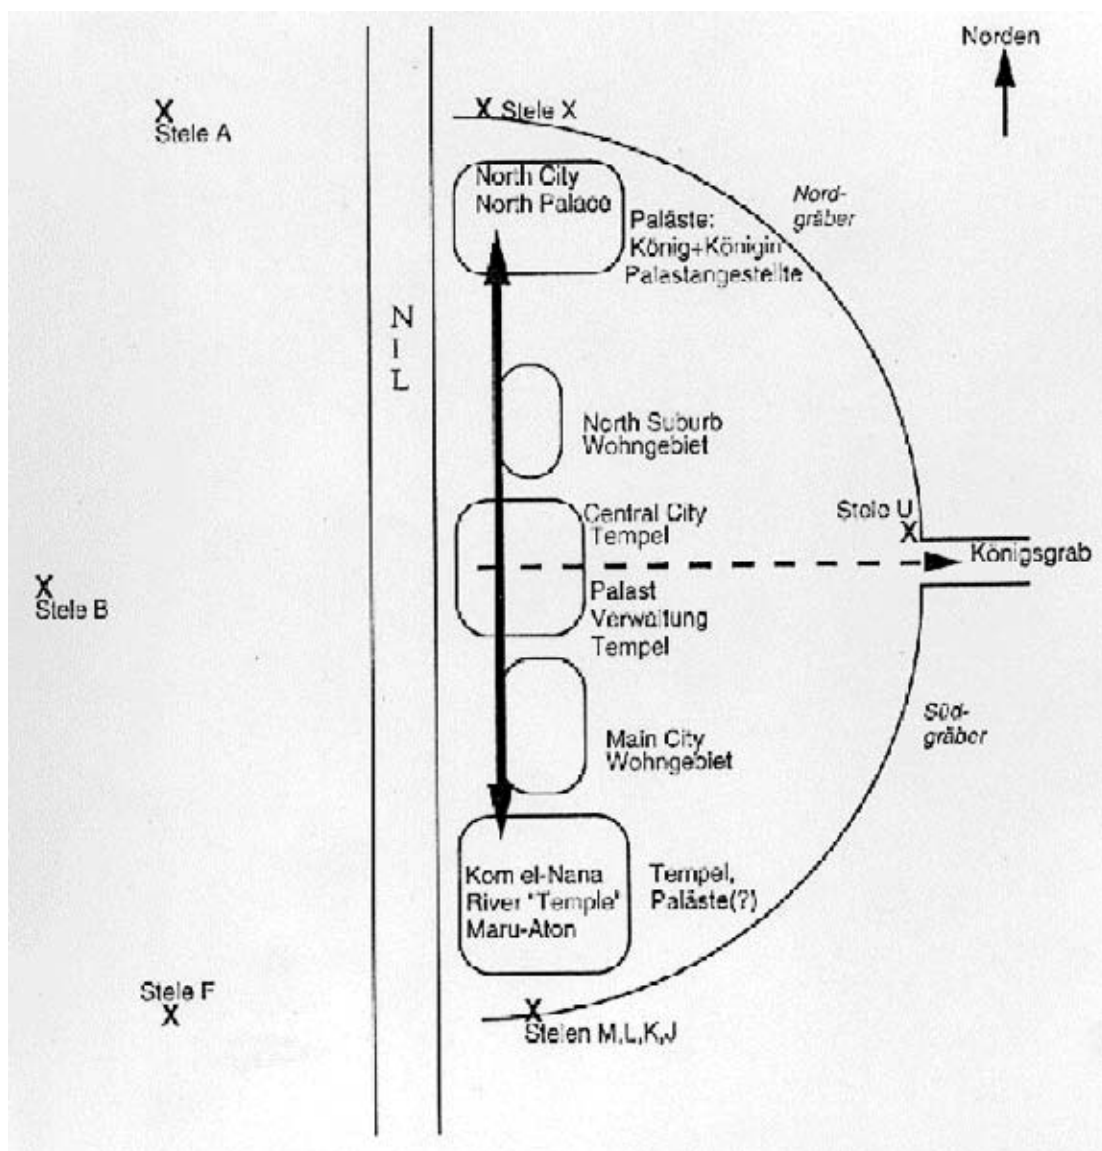 Norden
Stele X
Stele A
North City
North Palace
Nord-
gräber
Paläste:
König+Königin
Palastangestellte
NIL
North Suburb
Wohngebiet
Stele U
Central City
Tempel
Königsgrab
Stele B
Palast
Verwaltung
Tempel
Süd-
gräber
Main City
Wohngebiet
Kom el-Nana
River "Temple"
Maru-Aton
Tempel,
Paläste(?)
Stele F
Stelen M,L,K,J